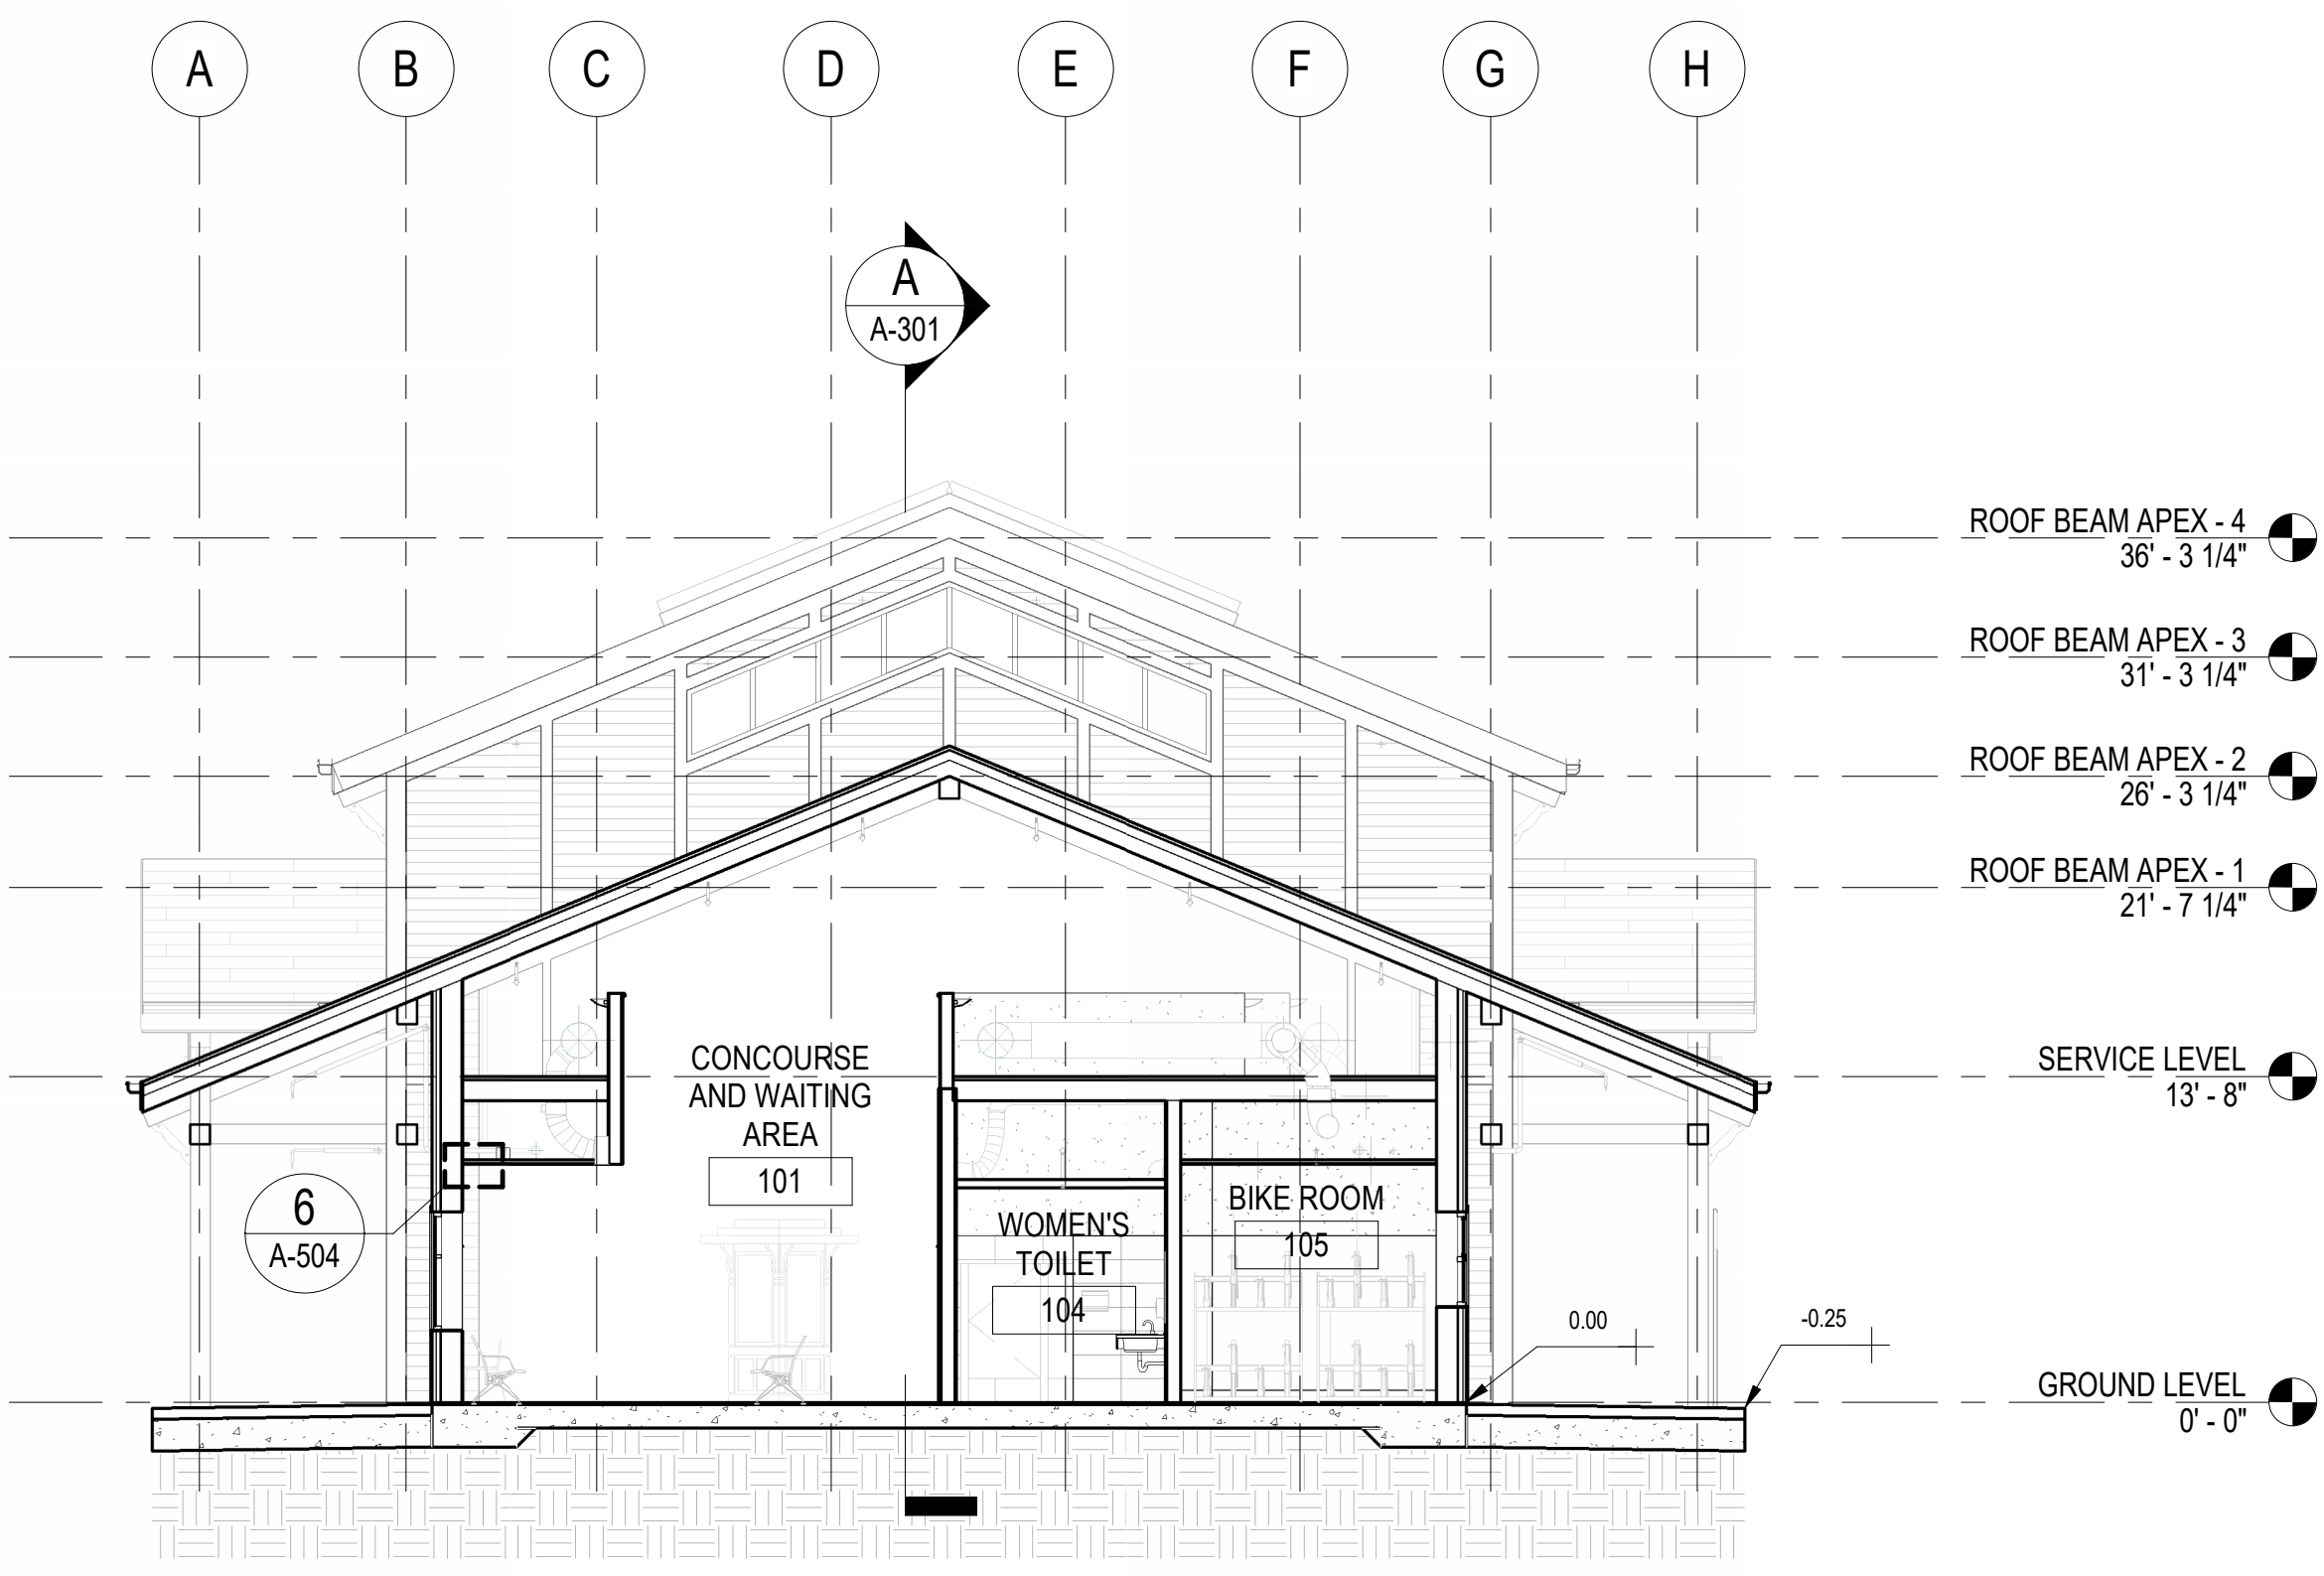 A B C D E F G H
A
A-301
ROOF BEAM APEX - 4
36' - 3 1/4"
ROOF BEAM APEX - 3
31' - 3 1/4"
ROOF BEAM APEX - 2
26' - 3 1/4"
ROOF BEAM APEX - 1
21' - 7 1/4"
SERVICE LEVEL
13' - 8"
CONCOURSE
AND WAITING
AREA
101
6
A-504
WOMEN'S
TOILET
104
BIKE ROOM
105
0.00
-0.25
GROUND LEVEL
0' - 0"